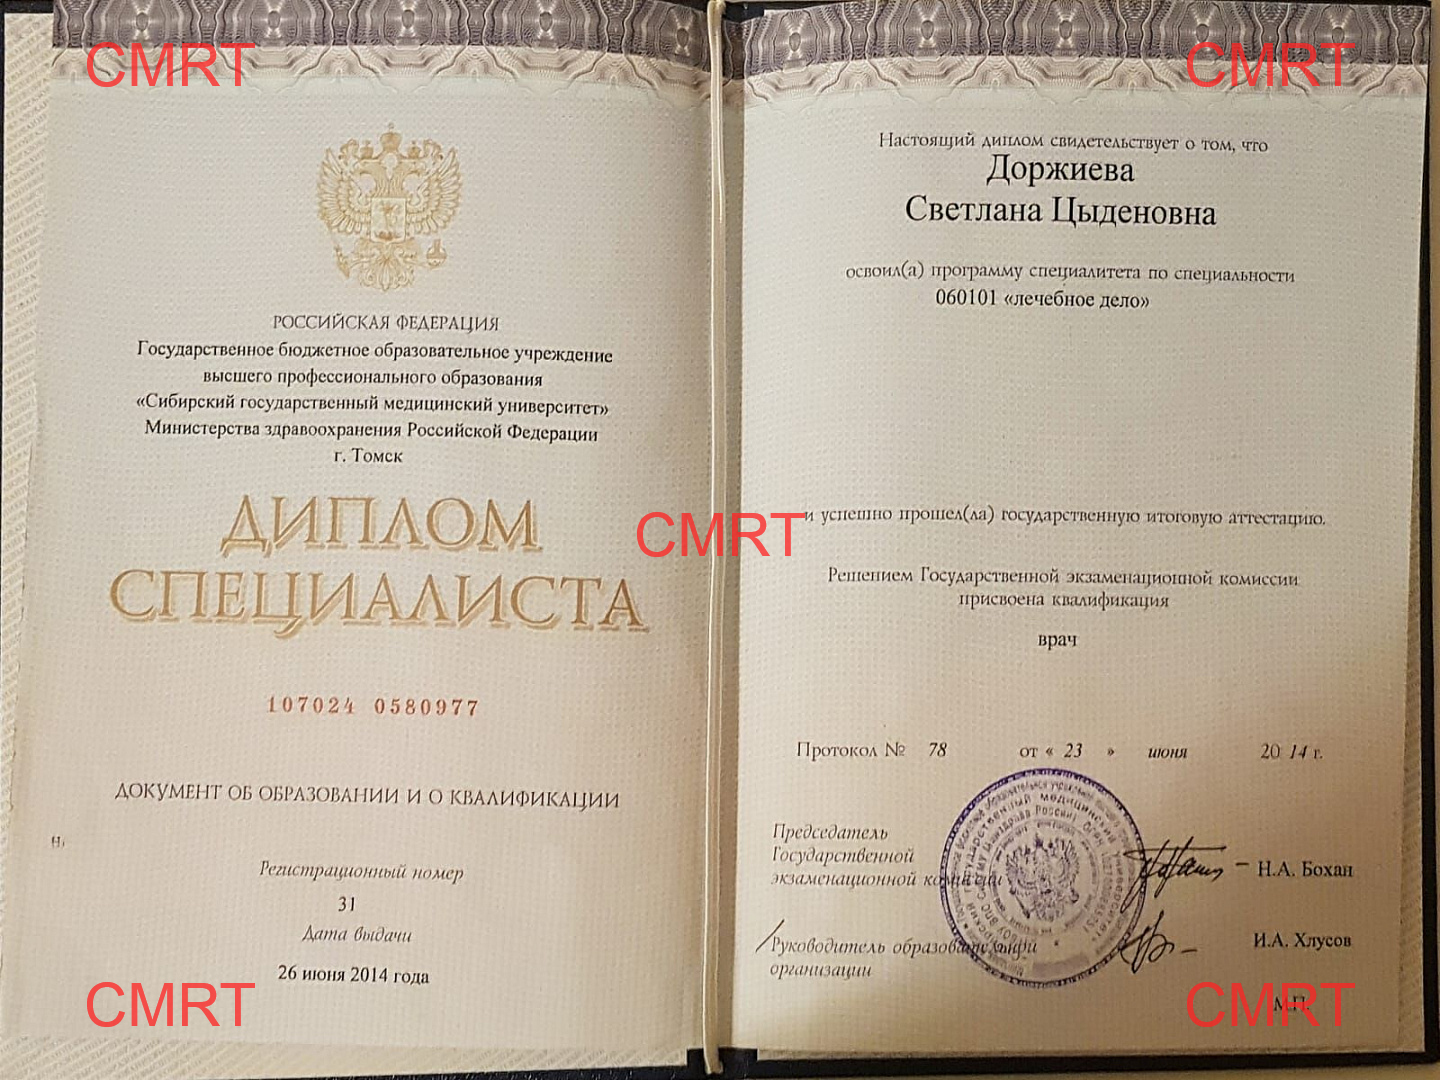 CMRT
CMRT
РОССИЙСКАЯ ФЕДЕРАЦИЯ
Государственное бюджетное образовательное учреждение
высшего профессионального образования
«Сибирский государственный медицинский университет»
Министерства здравоохранения Российской Федерации
г. Томск
ДИПЛОМ
СПЕЦИАЛИСТА
107024 0580977
ДОКУМЕНТ ОБ ОБРАЗОВАНИИ И О КВАЛИФИКАЦИИ
Регистрационный номер
31
Дата выдачи
26 июня 2014 года
CMRT
CMRT
Настоящий диплом свидетельствует о том, что
Доржиева
Светлана Цыденовна
освоил(а) программу специалитета по специальности
060101 «лечебное дело»
и успешно прошел(ла) государственную итоговую аттестацию.
Решением Государственной экзаменационной комиссии
присвоена квалификация
врач
Протокол № 78 от « 23 » июня 20 14 г.
Председатель
Государственной
экзаменационной комиссии
Н.А. Бохан
Руководитель образовательной
организации
И.А. Хлусов
М.П.
CMRT